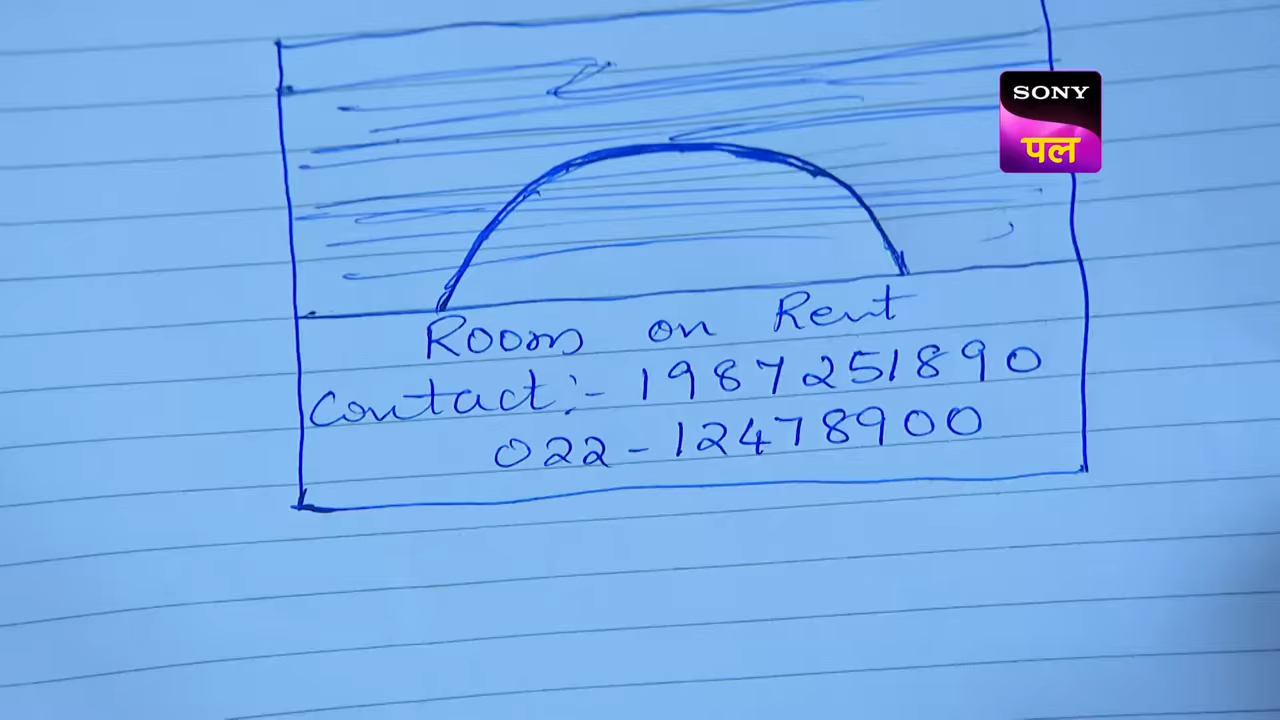 SONY
पल
Room on Rent
Contact:- 1987251890
022-12478900